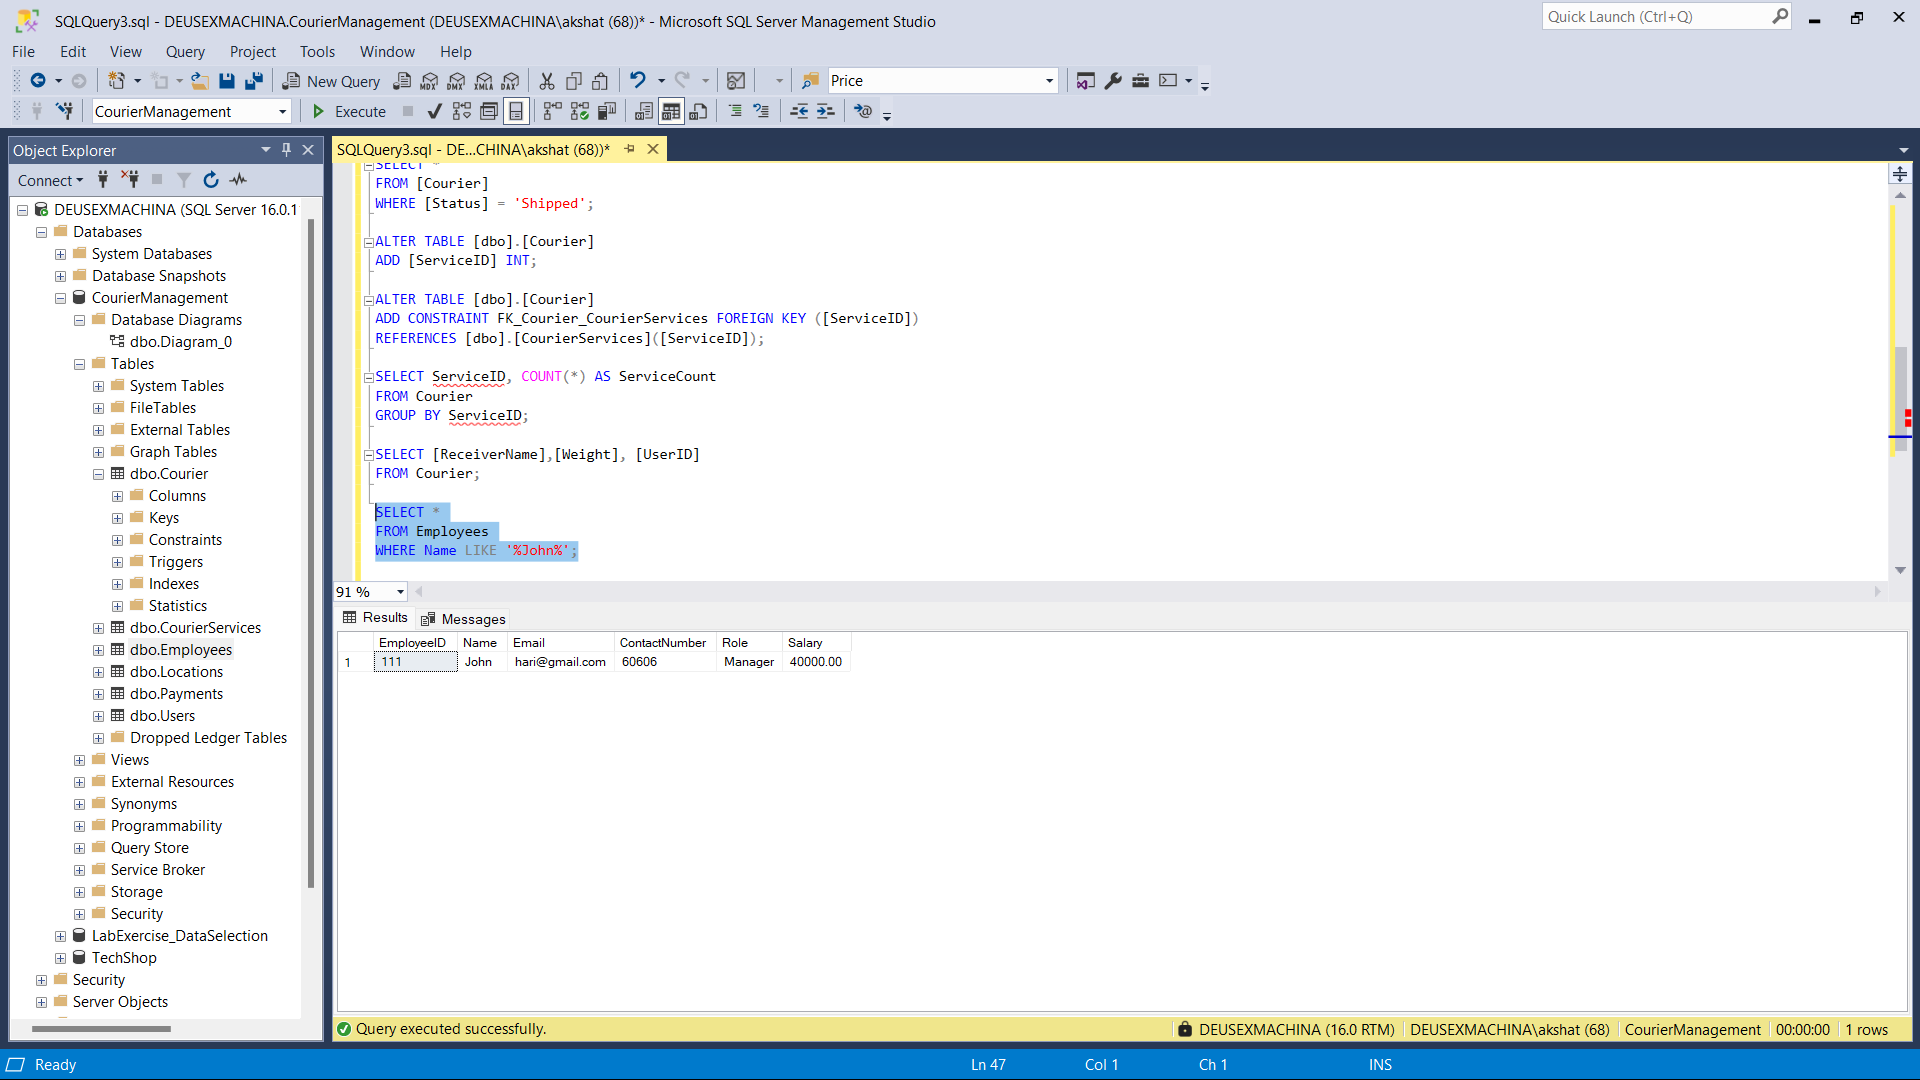 SQLQuery3.sql - DEUSEXMACHINA.CourierManagement (DEUSEXMACHINA\akshat (68))* - Microsoft SQL Server Management Studio
Quick Launch (Ctrl+Q)
File Edit View Query Project Tools Window Help
New Query
MDX DMX XMLA DAX
Price
CourierManagement
Execute
Object Explorer
SQLQuery3.sql - DE...CHINA\akshat (68))*
Connect
DEUSEXMACHINA (SQL Server 16.0.1
Databases
System Databases
Database Snapshots
CourierManagement
Database Diagrams
dbo.Diagram_0
Tables
System Tables
FileTables
External Tables
Graph Tables
dbo.Courier
Columns
Keys
Constraints
Triggers
Indexes
Statistics
dbo.CourierServices
dbo.Employees
dbo.Locations
dbo.Payments
dbo.Users
Dropped Ledger Tables
Views
External Resources
Synonyms
Programmability
Query Store
Service Broker
Storage
Security
LabExercise_DataSelection
TechShop
Security
Server Objects
SELECT *
FROM [Courier]
WHERE [Status] = 'Shipped';
ALTER TABLE [dbo].[Courier]
ADD [ServiceID] INT;
ALTER TABLE [dbo].[Courier]
ADD CONSTRAINT FK_Courier_CourierServices FOREIGN KEY ([ServiceID])
REFERENCES [dbo].[CourierServices]([ServiceID]);
SELECT ServiceID, COUNT(*) AS ServiceCount
FROM Courier
GROUP BY ServiceID;
SELECT [ReceiverName],[Weight], [UserID]
FROM Courier;
SELECT *
FROM Employees
WHERE Name LIKE '%John%';
91 %
Results Messages
EmployeeID Name Email ContactNumber Role Salary
1 111 John hari@gmail.com 60606 Manager 40000.00
Query executed successfully.
DEUSEXMACHINA (16.0 RTM) DEUSEXMACHINA\akshat (68) CourierManagement 00:00:00 1 rows
Ready
Ln 47 Col 1 Ch 1 INS